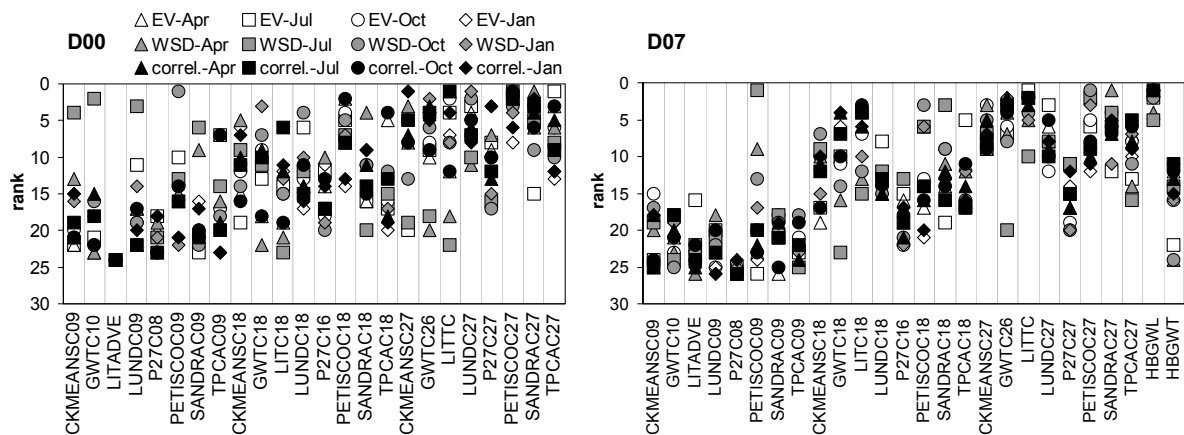 EV-Apr EV-Jul EV-Oct EV-Jan
D00 WSD-Apr WSD-Jul WSD-Oct WSD-Jan D07
correl.-Apr correl.-Jul correl.-Oct correl.-Jan
rank
0
5
10
15
20
25
30
CKMEANSC09
GWTC10
LITADVE
LUNDC09
P27C08
PETISCOC09
SANDRAC09
TPCAC09
CKMEANSC18
GWTC18
LITC18
LUNDC18
P27C16
PETISCOC18
SANDRAC18
TPCAC18
CKMEANSC27
GWTC26
LITTC
LUNDC27
P27C27
PETISCOC27
SANDRAC27
TPCAC27
rank
0
5
10
15
20
25
30
CKMEANSC09
GWTC10
LITADVE
LUNDC09
P27C08
PETISCOC09
SANDRAC09
TPCAC09
CKMEANSC18
GWTC18
LITC18
LUNDC18
P27C16
PETISCOC18
SANDRAC18
TPCAC18
CKMEANSC27
GWTC26
LITTC
LUNDC27
P27C27
PETISCOC27
SANDRAC27
TPCAC27
HBGWL
HBGWT